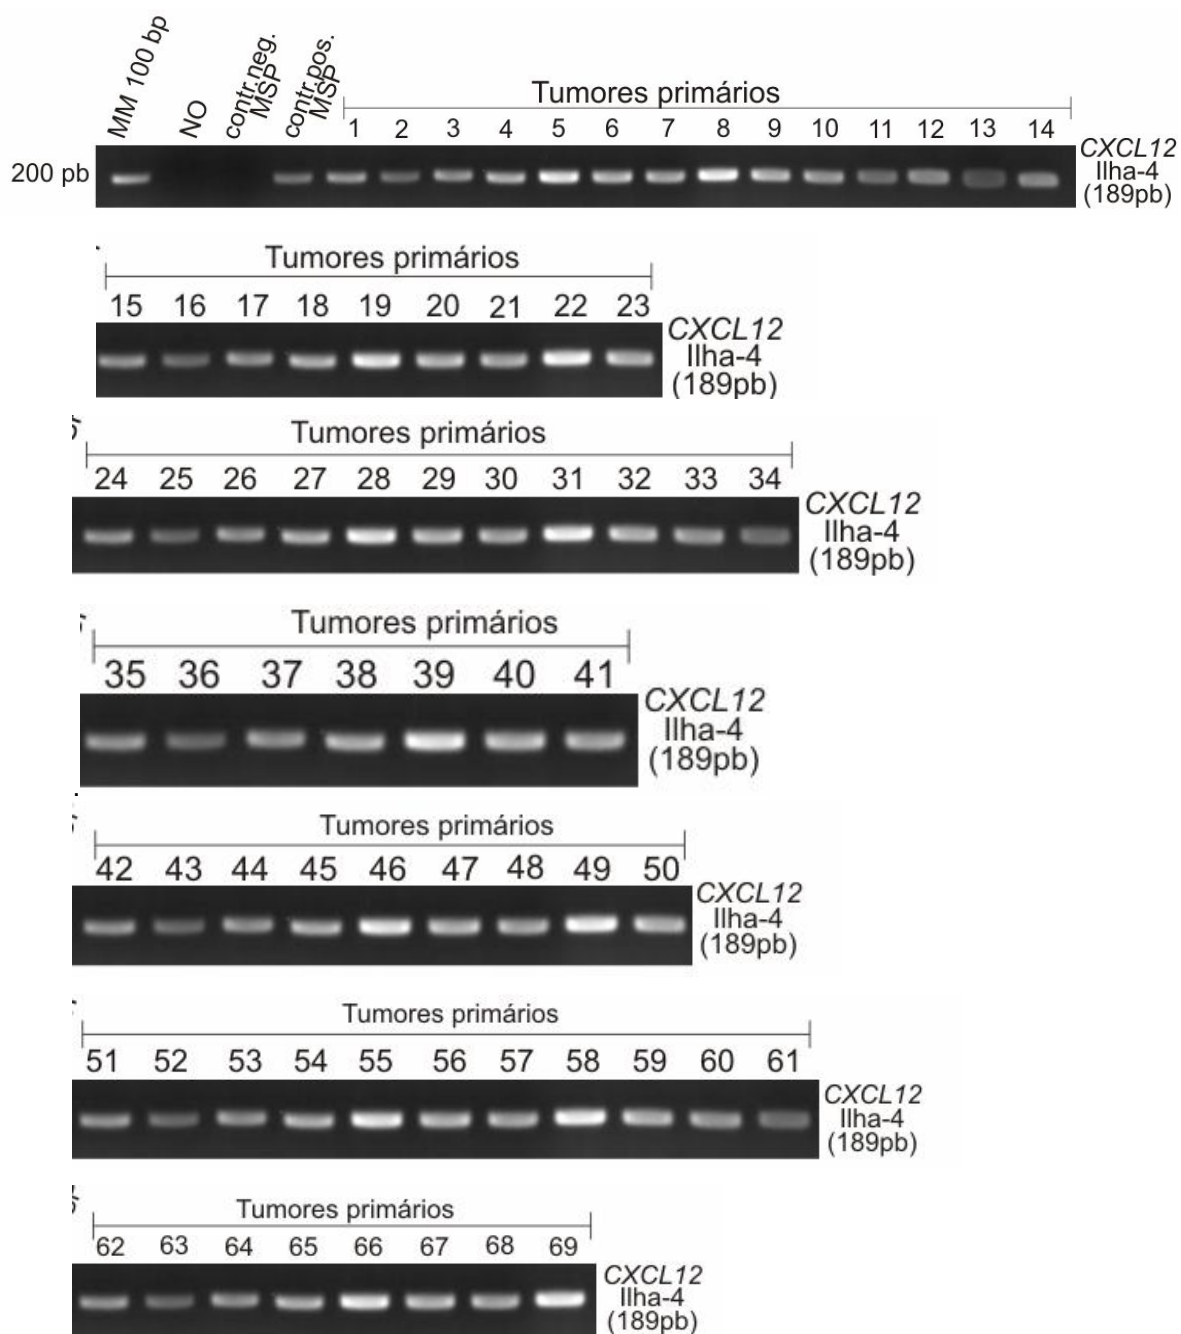 MM 100 bp
NO
contr.neg.
MSP
contr.pos.
MSP
Tumores primários
1 2 3 4 5 6 7 8 9 10 11 12 13 14
200 pb
CXCL12
Ilha-4
(189pb)
Tumores primários
15 16 17 18 19 20 21 22 23
CXCL12
Ilha-4
(189pb)
Tumores primários
24 25 26 27 28 29 30 31 32 33 34
CXCL12
Ilha-4
(189pb)
Tumores primários
35 36 37 38 39 40 41
CXCL12
Ilha-4
(189pb)
Tumores primários
42 43 44 45 46 47 48 49 50
CXCL12
Ilha-4
(189pb)
Tumores primários
51 52 53 54 55 56 57 58 59 60 61
CXCL12
Ilha-4
(189pb)
Tumores primários
62 63 64 65 66 67 68 69
CXCL12
Ilha-4
(189pb)